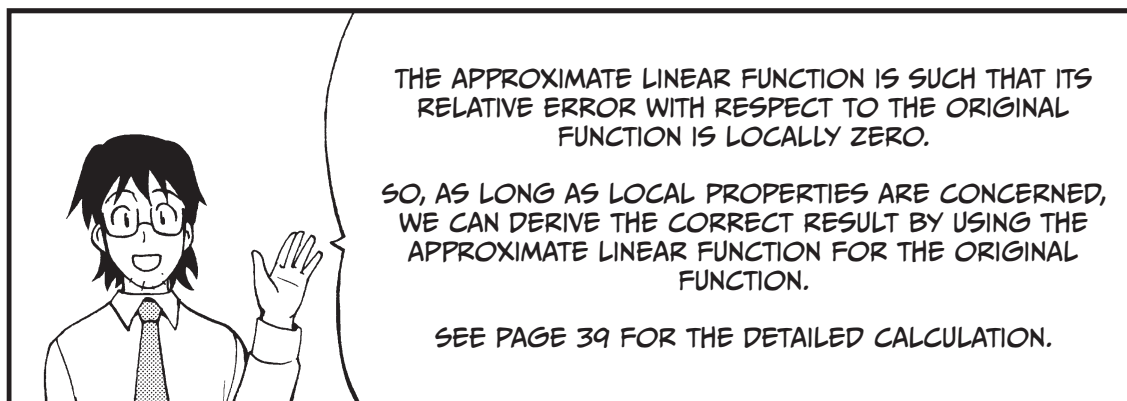 THE APPROXIMATE LINEAR FUNCTION IS SUCH THAT ITS
RELATIVE ERROR WITH RESPECT TO THE ORIGINAL
FUNCTION IS LOCALLY ZERO.
SO, AS LONG AS LOCAL PROPERTIES ARE CONCERNED,
WE CAN DERIVE THE CORRECT RESULT BY USING THE
APPROXIMATE LINEAR FUNCTION FOR THE ORIGINAL
FUNCTION.
SEE PAGE 39 FOR THE DETAILED CALCULATION.